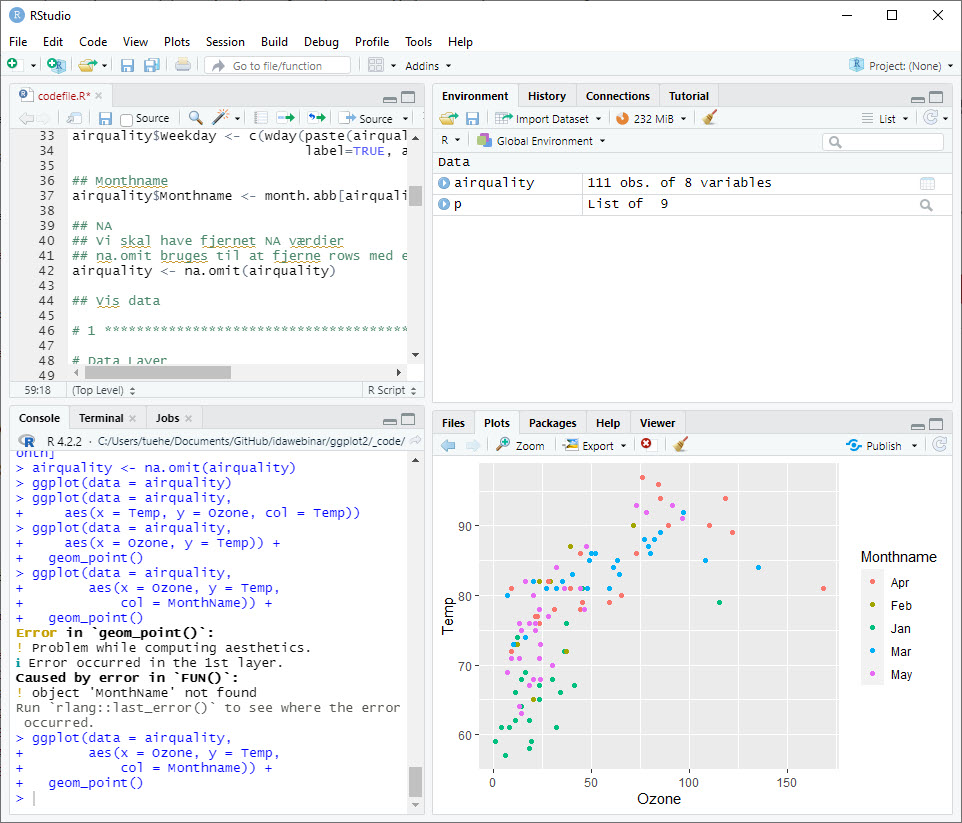 RStudio
File Edit Code View Plots Session Build Debug Profile Tools Help
Go to file/function Addins Project: (None)
codefile.R*
Source Source
33 airquality$Weekday <- c(wday(paste(airqual
34 label=TRUE, a
35
36 ## Monthname
37 airquality$Monthname <- month.abb[airquali
38
39 ## NA
40 ## Vi skal have fjernet NA værdier
41 ## na.omit bruges til at fjerne rows med e
42 airquality <- na.omit(airquality)
43
44 ## Vis data
45
46 # 1 **************************************
47
48 # Data Layer
49
59:18 (Top Level) R Script
Console Terminal Jobs
R 4.2.2 · C:/Users/tuehe/Documents/GitHub/idawebinar/ggplot2/_code/
onth]
> airquality <- na.omit(airquality)
> ggplot(data = airquality)
> ggplot(data = airquality,
+ aes(x = Temp, y = Ozone, col = Temp))
> ggplot(data = airquality,
+ aes(x = Ozone, y = Temp)) +
+ geom_point()
> ggplot(data = airquality,
+ aes(x = Ozone, y = Temp,
+ col = MonthName)) +
+ geom_point()
Error in `geom_point()`:
! Problem while computing aesthetics.
ℹ Error occurred in the 1st layer.
Caused by error in `FUN()`:
! object 'MonthName' not found
Run `rlang::last_error()` to see where the error
occurred.
> ggplot(data = airquality,
+ aes(x = Ozone, y = Temp,
+ col = Monthname)) +
+ geom_point()
>
Environment History Connections Tutorial
Import Dataset 232 MiB List
R Global Environment
Data
airquality 111 obs. of 8 variables
p List of 9
Files Plots Packages Help Viewer
Zoom Export Publish
90
80
70
60
Temp
0 50 100 150
Ozone
Monthname
Apr
Feb
Jan
Mar
May